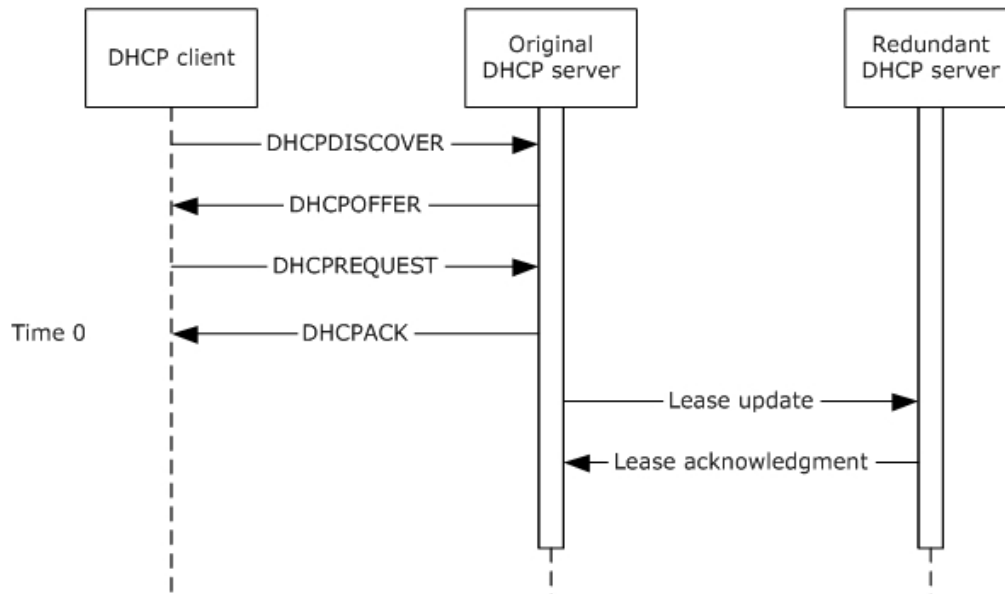 DHCP client
Original
DHCP server
Redundant
DHCP server
DHCPDISCOVER
DHCPOFFER
DHCPREQUEST
Time 0
DHCPACK
Lease update
Lease acknowledgment